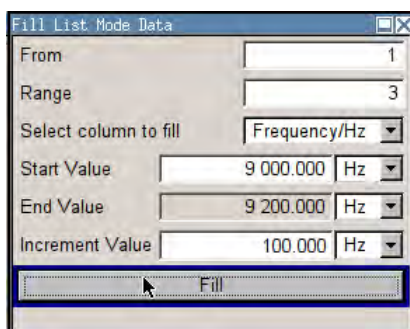 Fill List Mode Data
From 1
Range 3
Select column to fill Frequency/Hz
Start Value 9 000.000 Hz
End Value 9 200.000 Hz
Increment Value 100.000 Hz
Fill